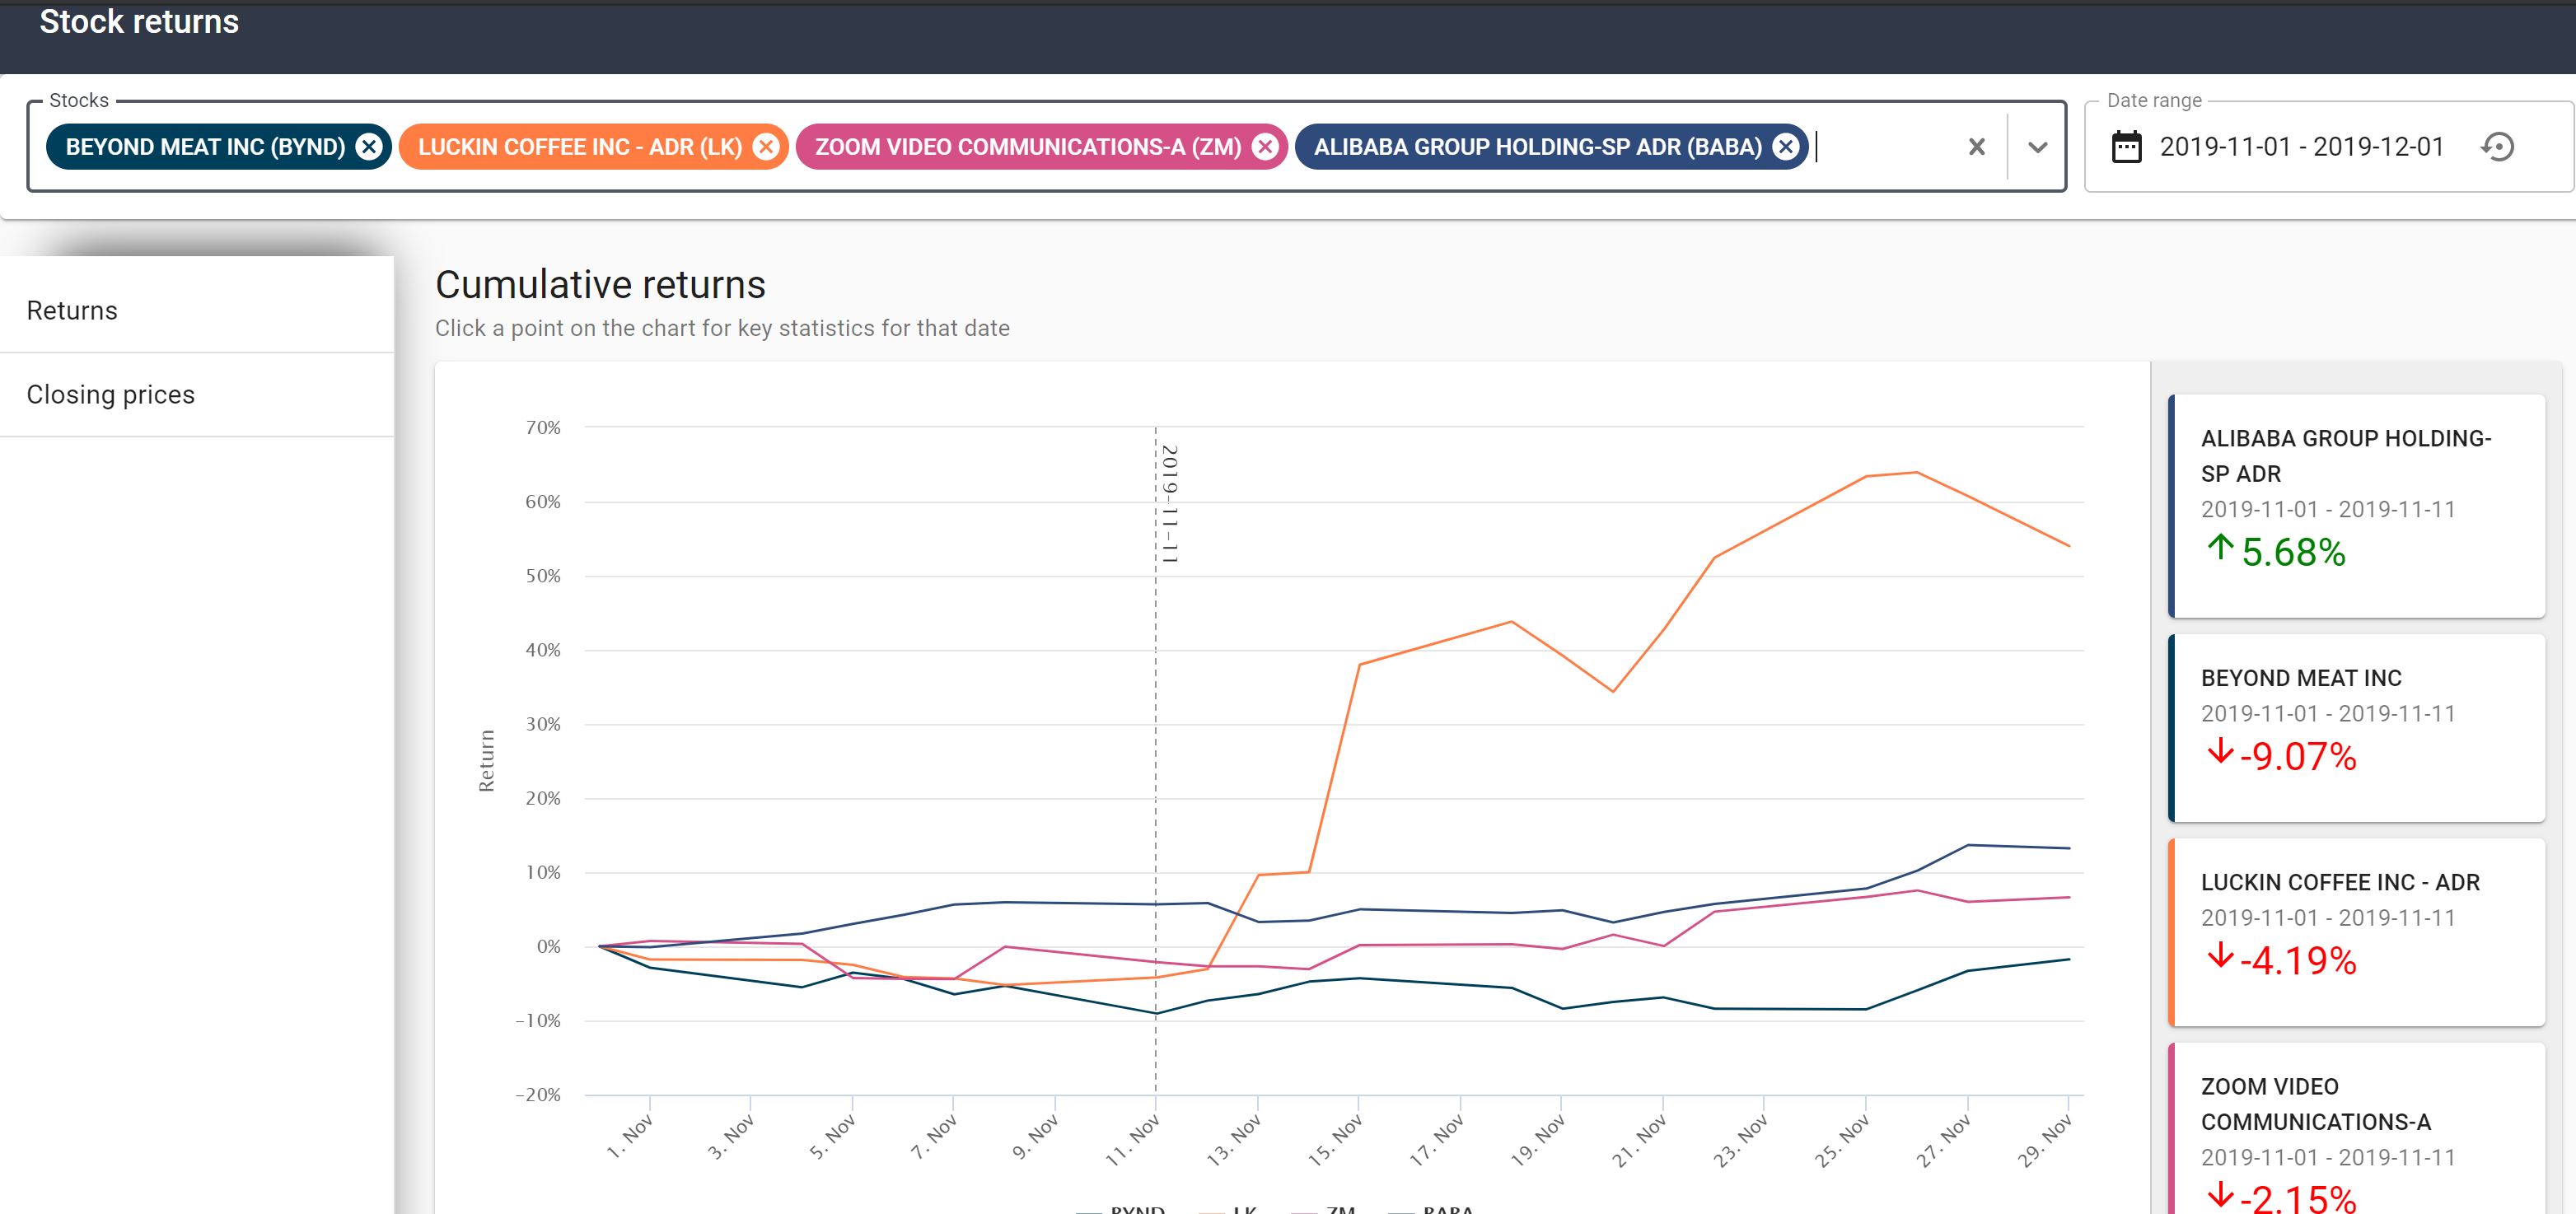 Stock returns
Stocks
BEYOND MEAT INC (BYND)
LUCKIN COFFEE INC - ADR (LK)
ZOOM VIDEO COMMUNICATIONS-A (ZM)
ALIBABA GROUP HOLDING-SP ADR (BABA)
Date range
2019-11-01 - 2019-12-01
Returns
Closing prices
Cumulative returns
Click a point on the chart for key statistics for that date
Return
70%
60%
50%
40%
30%
20%
10%
0%
-10%
-20%
2019-11-11
1. Nov
3. Nov
5. Nov
7. Nov
9. Nov
11. Nov
13. Nov
15. Nov
17. Nov
19. Nov
21. Nov
23. Nov
25. Nov
27. Nov
29. Nov
BYND
LK
ZM
BABA
ALIBABA GROUP HOLDING-
SP ADR
2019-11-01 - 2019-11-11
5.68%
BEYOND MEAT INC
2019-11-01 - 2019-11-11
-9.07%
LUCKIN COFFEE INC - ADR
2019-11-01 - 2019-11-11
-4.19%
ZOOM VIDEO
COMMUNICATIONS-A
2019-11-01 - 2019-11-11
-2.15%